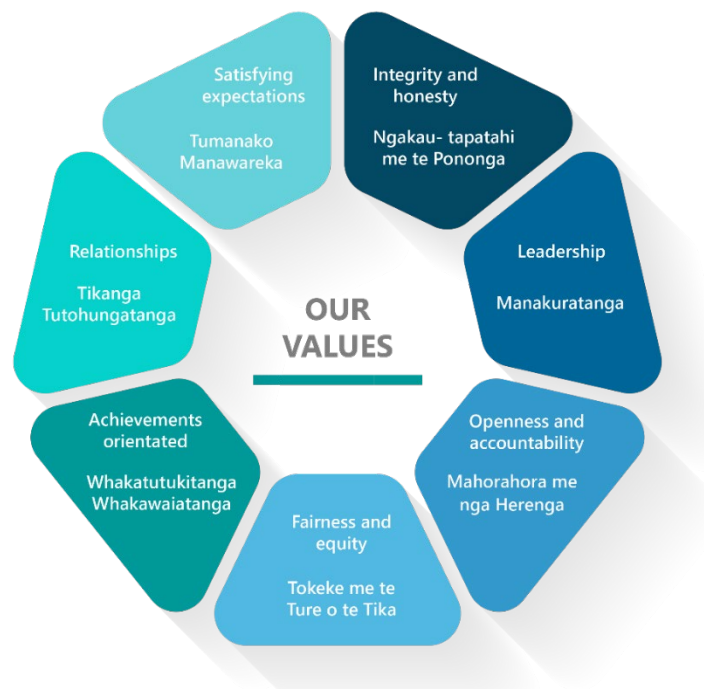 OUR
VALUES
Integrity and
honesty
Ngakau- tapatahi
me te Pononga
Leadership
Manakuratanga
Openness and
accountability
Mahorahora me
nga Herenga
Fairness and
equity
Tokeke me te
Ture o te Tika
Achievements
orientated
Whakatutukitanga
Whakawaiatanga
Relationships
Tikanga
Tutohungatanga
Satisfying
expectations
Tumanako
Manawareka